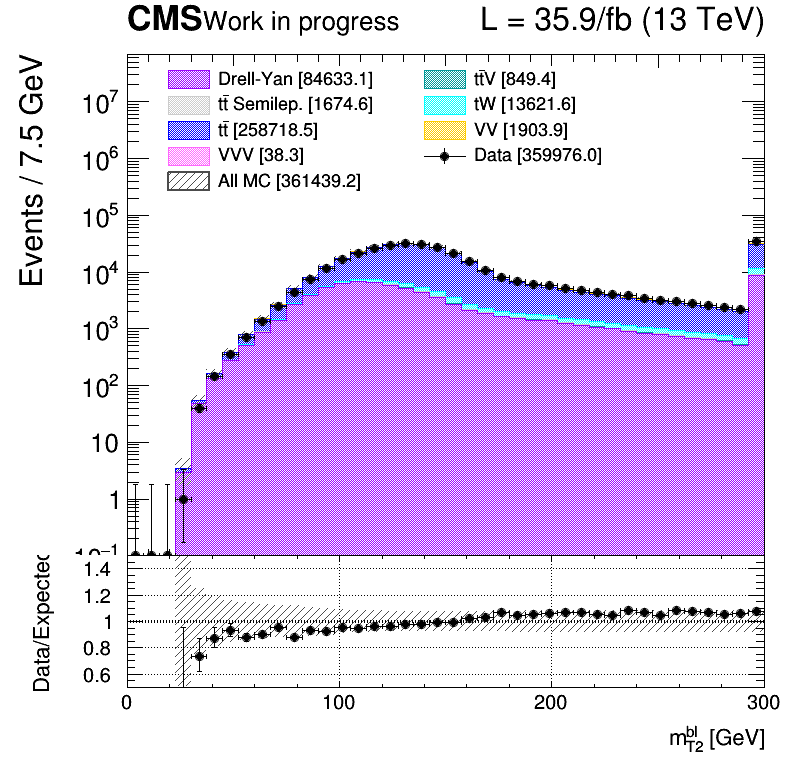 CMS Work in progress L = 35.9/fb (13 TeV)
Events / 7.5 GeV
Drell-Yan [84633.1]
tt̄V [849.4]
tt̄ Semilep. [1674.6]
tW [13621.6]
tt̄ [258718.5]
VV [1903.9]
VVV [38.3]
Data [359976.0]
All MC [361439.2]
10⁷
10⁶
10⁵
10⁴
10³
10²
10
1
10⁻¹
Data/Expected
1.4
1.2
1
0.8
0.6
0 100 200 300
m_{T2}^{bl} [GeV]